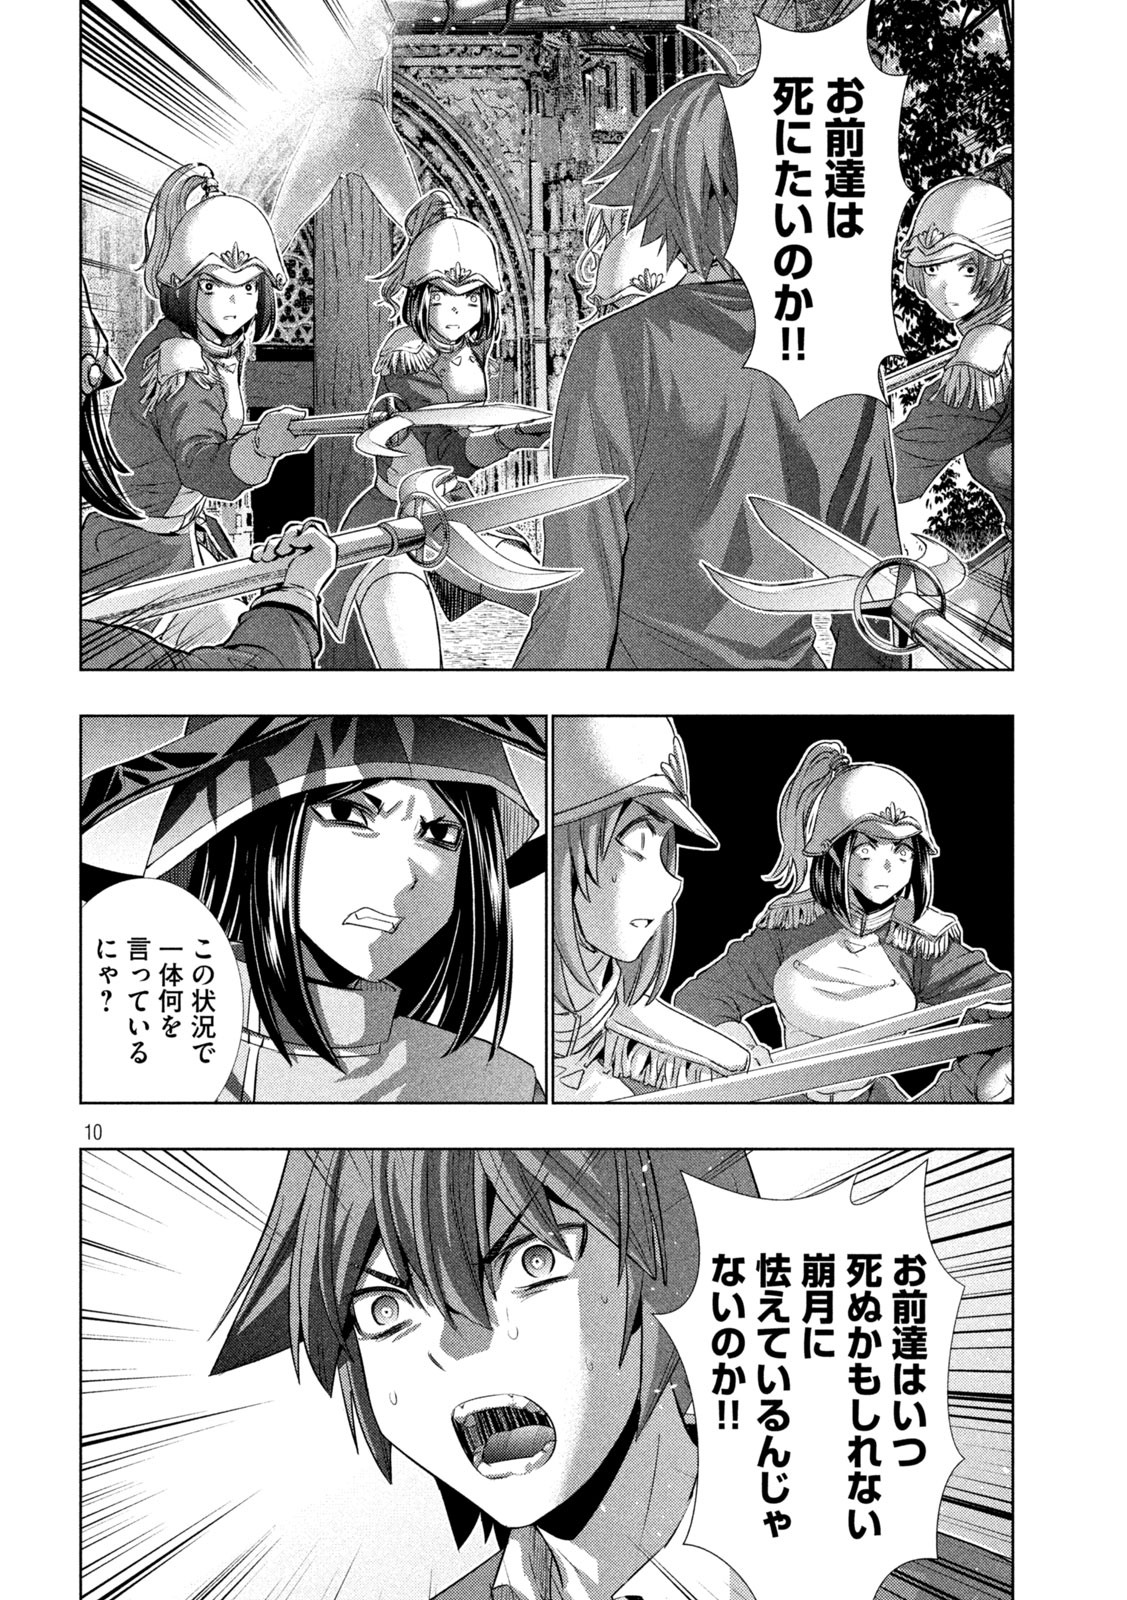 お前達は
死にたいのか!!
この状況で
一体何を
言っている
にゃ?
10
お前達はいつ
死ぬかもしれない
崩月に
怯えているんじゃ
ないのか!!